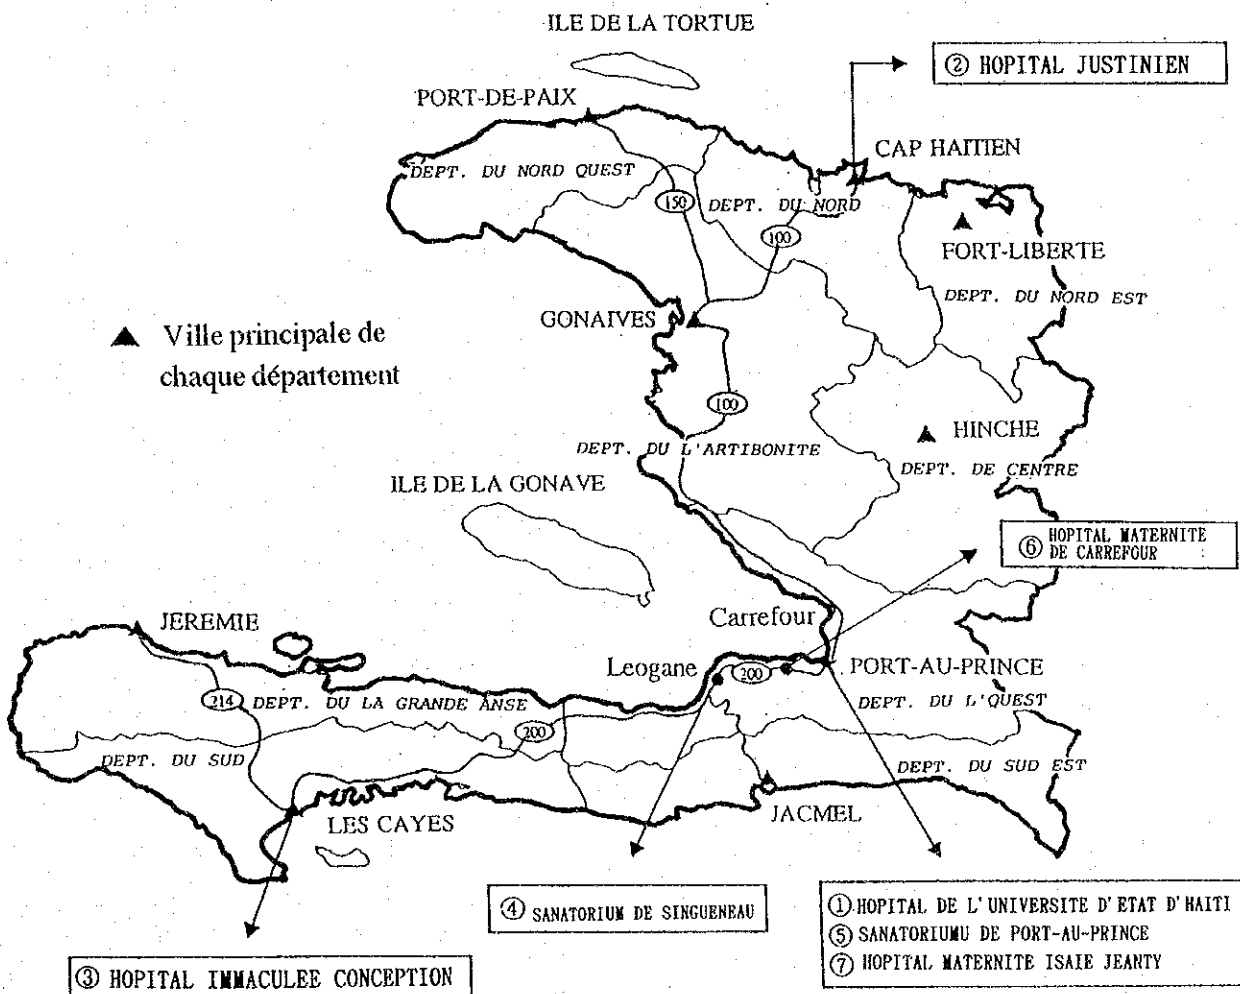 ILE DE LA TORTUE
② HOPITAL JUSTINIEN
PORT-DE-PAIX
CAP HAITIEN
DEPT. DU NORD QUEST
150
DEPT. DU NORD
100
FORT-LIBERTE
DEPT. DU NORD EST
GONAIVES
▲ Ville principale de
chaque département
100
HINCHE
DEPT. DU L'ARTIBONITE
DEPT. DE CENTRE
ILE DE LA GONAVE
⑥ HOPITAL MATERNITE
DE CARREFOUR
Carrefour
JEREMIE
Leogane
200
PORT-AU-PRINCE
214
DEPT. DU LA GRANDE ANSE
DEPT. DU L'QUEST
200
DEPT. DU SUD
DEPT. DU SUD EST
LES CAYES
JACMEL
④ SANATORIUM DE SINGUENEAU
① HOPITAL DE L'UNIVERSITE D'ETAT D'HAITI
⑤ SANATORIUMU DE PORT-AU-PRINCE
⑦ HOPITAL MATERNITE ISAIE JEANTY
③ HOPITAL IMMACULEE CONCEPTION